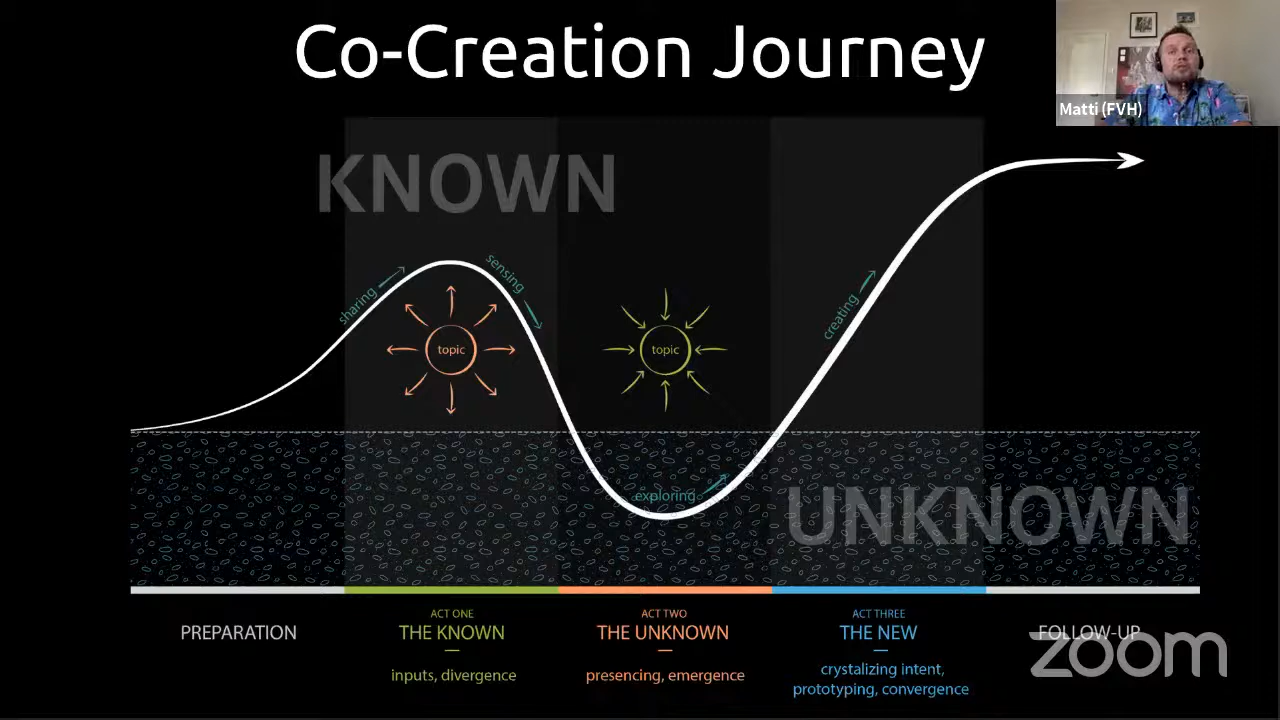 Co-Creation Journey
Matti (FVH)
KNOWN
sharing
sensing
topic
topic
creating
exploring
UNKNOWN
PREPARATION
ACT ONE
THE KNOWN
inputs, divergence
ACT TWO
THE UNKNOWN
presencing, emergence
ACT THREE
THE NEW
crystalizing intent,
prototyping, convergence
FOLLOW-UP
zoom